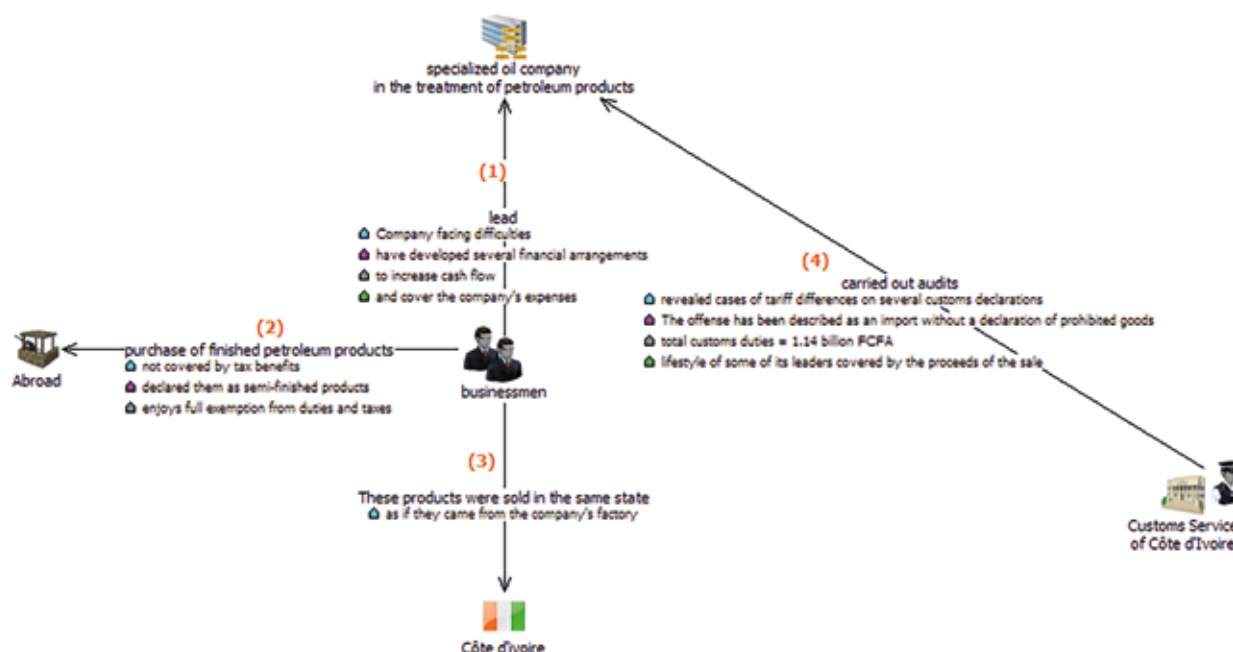 specialized oil company
in the treatment of petroleum products
(1)
lead
Company facing difficulties
have developed several financial arrangements
to increase cash flow
and cover the company's expenses
(4)
carried out audits
revealed cases of tariff differences on several customs declarations
The offense has been described as an import without a declaration of prohibited goods
total customs duties = 1.14 billion FCFA
lifestyle of some of its leaders covered by the proceeds of the sale
(2)
purchase of finished petroleum products
not covered by tax benefits
declared them as semi-finished products
enjoys full exemption from duties and taxes
Abroad
businessmen
(3)
These products were sold in the same state
as if they came from the company's factory
Customs Service
of Côte d'Ivoire
Côte d'ivoire